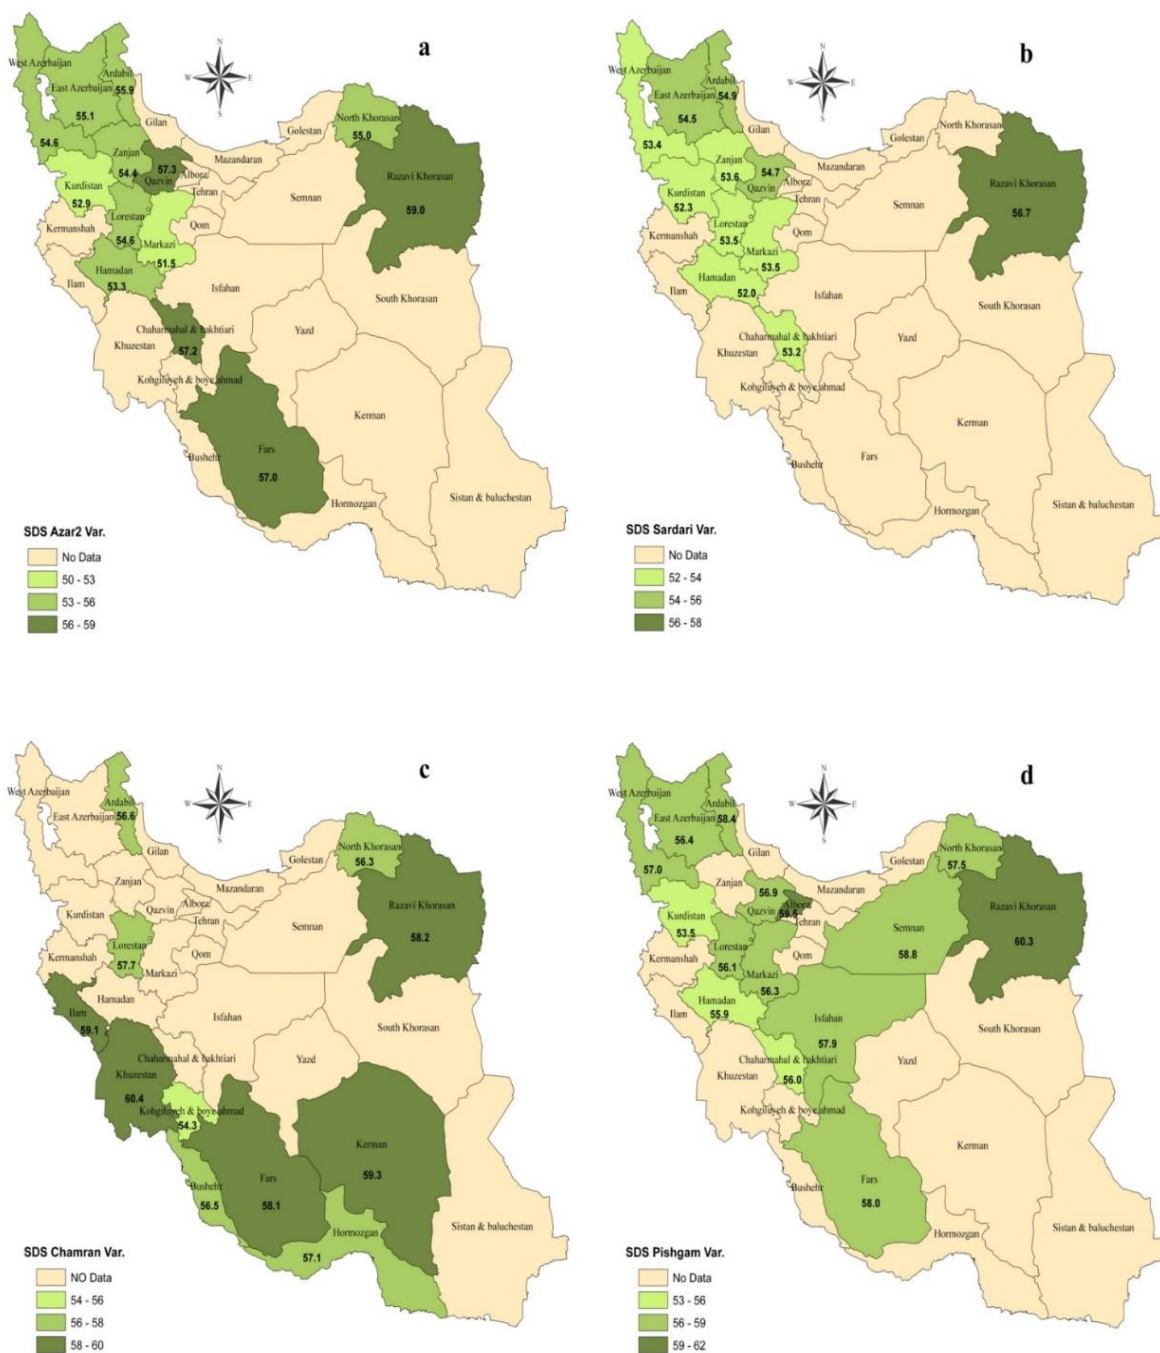 a
N
W E
S
West Azerbaijan
Ardabil
55.9
East Azerbaijan
55.1
54.6
Gilan
Golestan
North Khorasan
55.0
Zanjan
54.4
57.3
Qazvin
Alborz
Mazandaran
Tehran
Semnan
Razavi Khorasan
59.0
Kurdistan
52.9
Lorestan
54.6
Qom
Kermanshah
Markazi
51.5
Hamadan
53.3
Ilam
Isfahan
South Khorasan
Chaharmahal & bakhtiari
57.2
Yazd
Khuzestan
Kohgiluyeh & boye ahmad
Kerman
Fars
57.0
Bushehr
Hormozgan
Sistan & baluchestan
SDS Azar2 Var.
No Data
50 - 53
53 - 56
56 - 59
b
N
W E
S
West Azerbaijan
Ardabil
54.9
East Azerbaijan
54.5
53.4
Gilan
Golestan
North Khorasan
Zanjan
53.6
54.7
Qazvin
Alborz
Mazandaran
Tehran
Semnan
Razavi Khorasan
56.7
Kurdistan
52.3
Lorestan
53.5
Qom
Kermanshah
Markazi
53.5
Hamadan
52.0
Ilam
Isfahan
South Khorasan
Chaharmahal & bakhtiari
53.2
Yazd
Khuzestan
Kohgiluyeh & boye ahmad
Kerman
Fars
Bushehr
Hormozgan
Sistan & baluchestan
SDS Sardari Var.
No Data
52 - 54
54 - 56
56 - 58
c
N
W E
S
West Azerbaijan
Ardabil
56.6
East Azerbaijan
Gilan
Golestan
North Khorasan
56.3
Zanjan
Qazvin
Alborz
Mazandaran
Tehran
Semnan
Razavi Khorasan
58.2
Kurdistan
Lorestan
57.7
Qom
Kermanshah
Markazi
Hamadan
Ilam
59.1
Isfahan
South Khorasan
Chaharmahal & bakhtiari
Yazd
Khuzestan
60.4
Kohgiluyeh & boye ahmad
54.3
Kerman
59.3
Fars
58.1
Bushehr
56.5
Hormozgan
57.1
Sistan & baluchestan
SDS Chamran Var.
NO Data
54 - 56
56 - 58
58 - 60
d
N
W E
S
West Azerbaijan
Ardabil
58.4
East Azerbaijan
56.4
57.0
Gilan
Golestan
North Khorasan
57.5
Zanjan
56.9
Qazvin
Alborz
Mazandaran
Tehran
Semnan
58.8
Razavi Khorasan
60.3
Kurdistan
53.5
Lorestan
56.1
Qom
Kermanshah
Markazi
56.3
Hamadan
55.9
Ilam
Isfahan
57.9
South Khorasan
Chaharmahal & bakhtiari
56.0
Yazd
Khuzestan
Kohgiluyeh & boye ahmad
Kerman
Fars
58.0
Bushehr
Hormozgan
Sistan & baluchestan
SDS Pishgam Var.
No Data
53 - 56
56 - 59
59 - 62